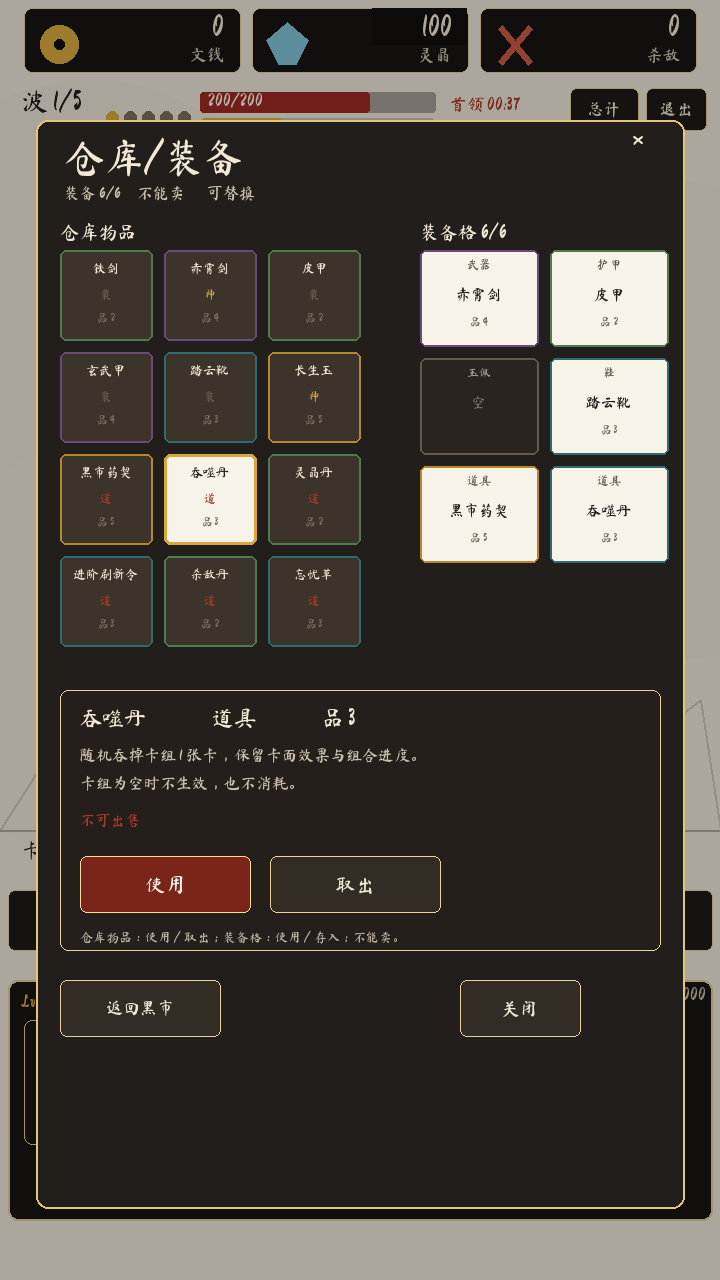 0
文钱
100
灵晶
0
杀敌
波 1/5
200/200
首领 00:37
总计
退出
仓库/装备
×
装备 6/6 不能卖 可替换
仓库物品
装备格 6/6
铁剑
装
品 2
赤霄剑
神
品 4
皮甲
装
品 2
玄武甲
装
品 4
踏云靴
装
品 3
长生玉
神
品 5
黑市药契
道
品 5
吞噬丹
道
品 3
灵晶丹
道
品 2
进阶刷新令
道
品 3
杀敌丹
道
品 2
忘忧草
道
品 3
武器
赤霄剑
品 4
护甲
皮甲
品 2
玉佩
空
鞋
踏云靴
品 3
道具
黑市药契
品 5
道具
吞噬丹
品 3
吞噬丹 道具 品 3
随机吞掉卡组1张卡，保留卡面效果与组合进度。
卡组为空时不生效，也不消耗。
不可出售
使用
取出
仓库物品：使用/取出；装备格：使用/存入；不能卖。
返回黑市
关闭